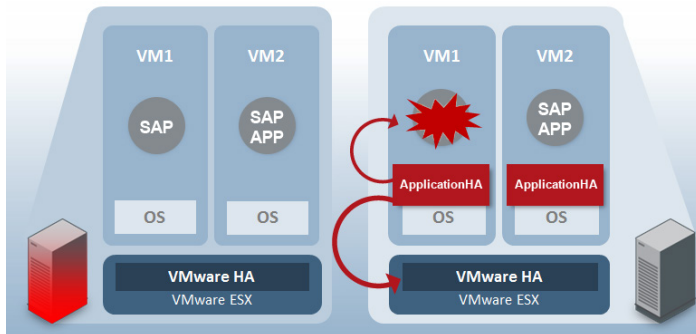 VM1
VM2
SAP
SAP
APP
OS
OS
VMware HA
VMware ESX
VM1
VM2
SAP
APP
ApplicationHA
ApplicationHA
OS
OS
VMware HA
VMware ESX